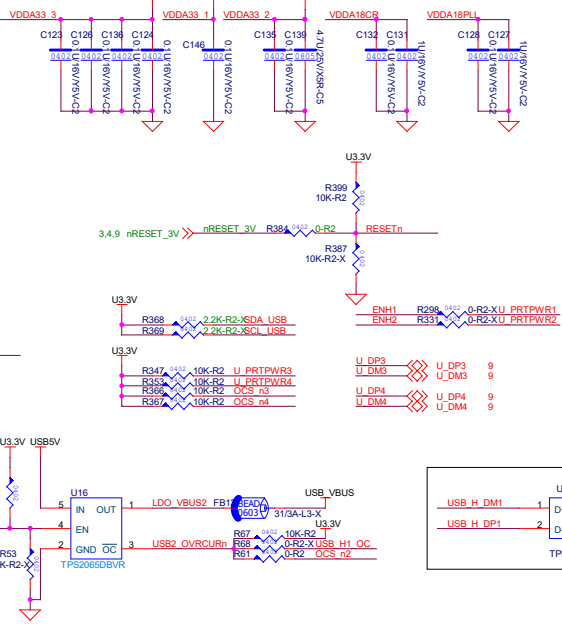 VDDA33_3 VDDA33_1 VDDA33_2 VDDA18CR VDDA18PLL
C123 C126 C136 C124 C146 C135 C139 C132 C131 C128 C127
0402 0402 0402 0402 0402 0402 0805 0402 0402 0402 0402
0.1U/16V/Y5V-C2 0.1U/16V/Y5V-C2 0.1U/16V/Y5V-C2 0.1U/16V/Y5V-C2 0.1U/16V/Y5V-C2 0.1U/16V/Y5V-C2 0.1U/16V/Y5V-C2 1U/16V/Y5V-C2 0.1U/16V/Y5V-C2 1U/16V/Y5V-C2
U3.3V
R399 0402
10K-R2
3,4,9 nRESET_3V nRESET_3V R384 0402 0-R2 RESETn
R387 0402
10K-R2-X
U3.3V
R368 0402 2.2K-R2-X SDA_USB
R369 0402 2.2K-R2-X SCL_USB
ENH1 R298 0402 0-R2-X U_PRTPWR1
ENH2 R331 0402 0-R2-X U_PRTPWR2
U3.3V
R347 0402 10K-R2 U_PRTPWR3
R353 0402 10K-R2 U_PRTPWR4
R366 0402 10K-R2 OCS_n3
R367 0402 10K-R2 OCS_n4
U_DP3 U_DP3 9
U_DM3 U_DM3 9
U_DP4 U_DP4 9
U_DM4 U_DM4 9
U3.3V USB5V
0402
U16
5 IN OUT 1 LDO_VBUS2
4 EN
2 GND OC 3 USB2_OVRCURn
TPS2065DBVR
BEAD
0603 31/3A-L3-X
USB_VBUS
U3.3V
R67 0402 10K-R2
R68 0402 0-R2-X USB_H1_OC
R61 0402 0-R2 OCS_n2
R53 0402
K-R2-X
USB_H_DM1 1
USB_H_DP1 2